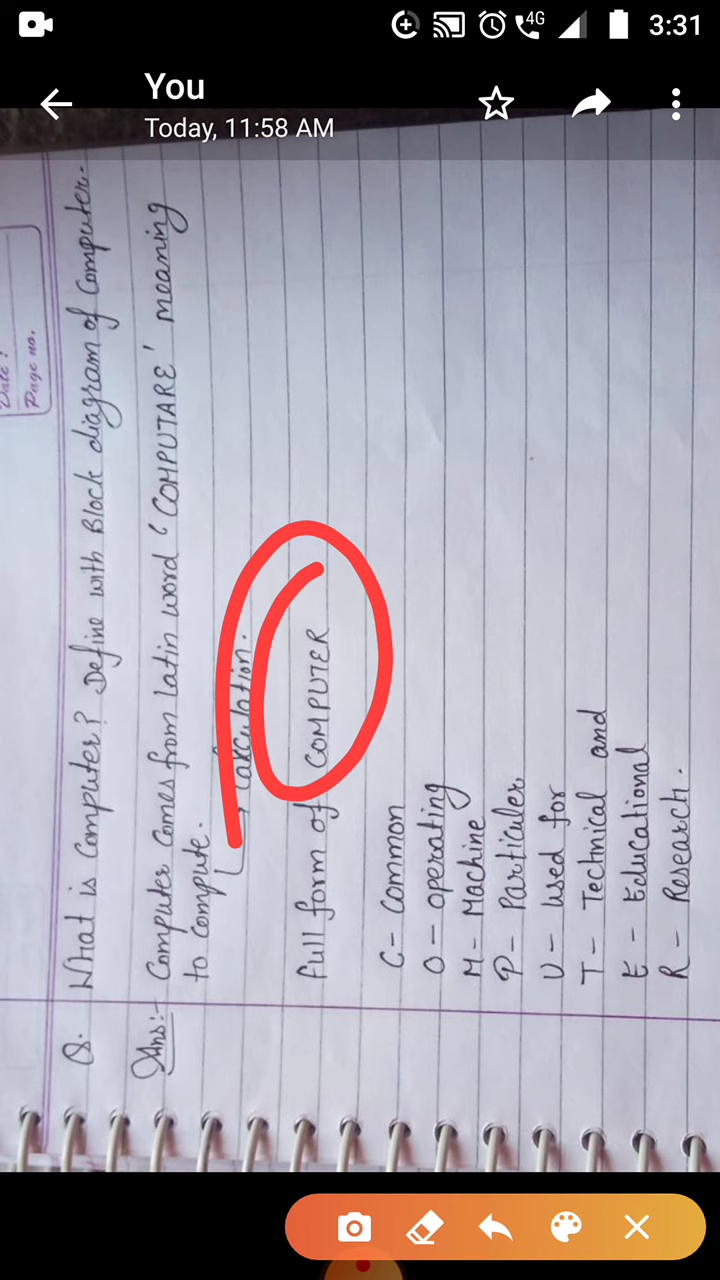 4G 3:31
You
Today, 11:58 AM
Date :
Page no.
Q. What is Computer? Define with Block diagram of Computer.
Ans:- Computer comes from Latin word 'COMPUTARE' meaning
to compute.
Calculation.
Full form of COMPUTER
C - Common
O - operating
M - Machine
P - Particuler
U - used for
T - Technical and
E - Educational
R - Research.